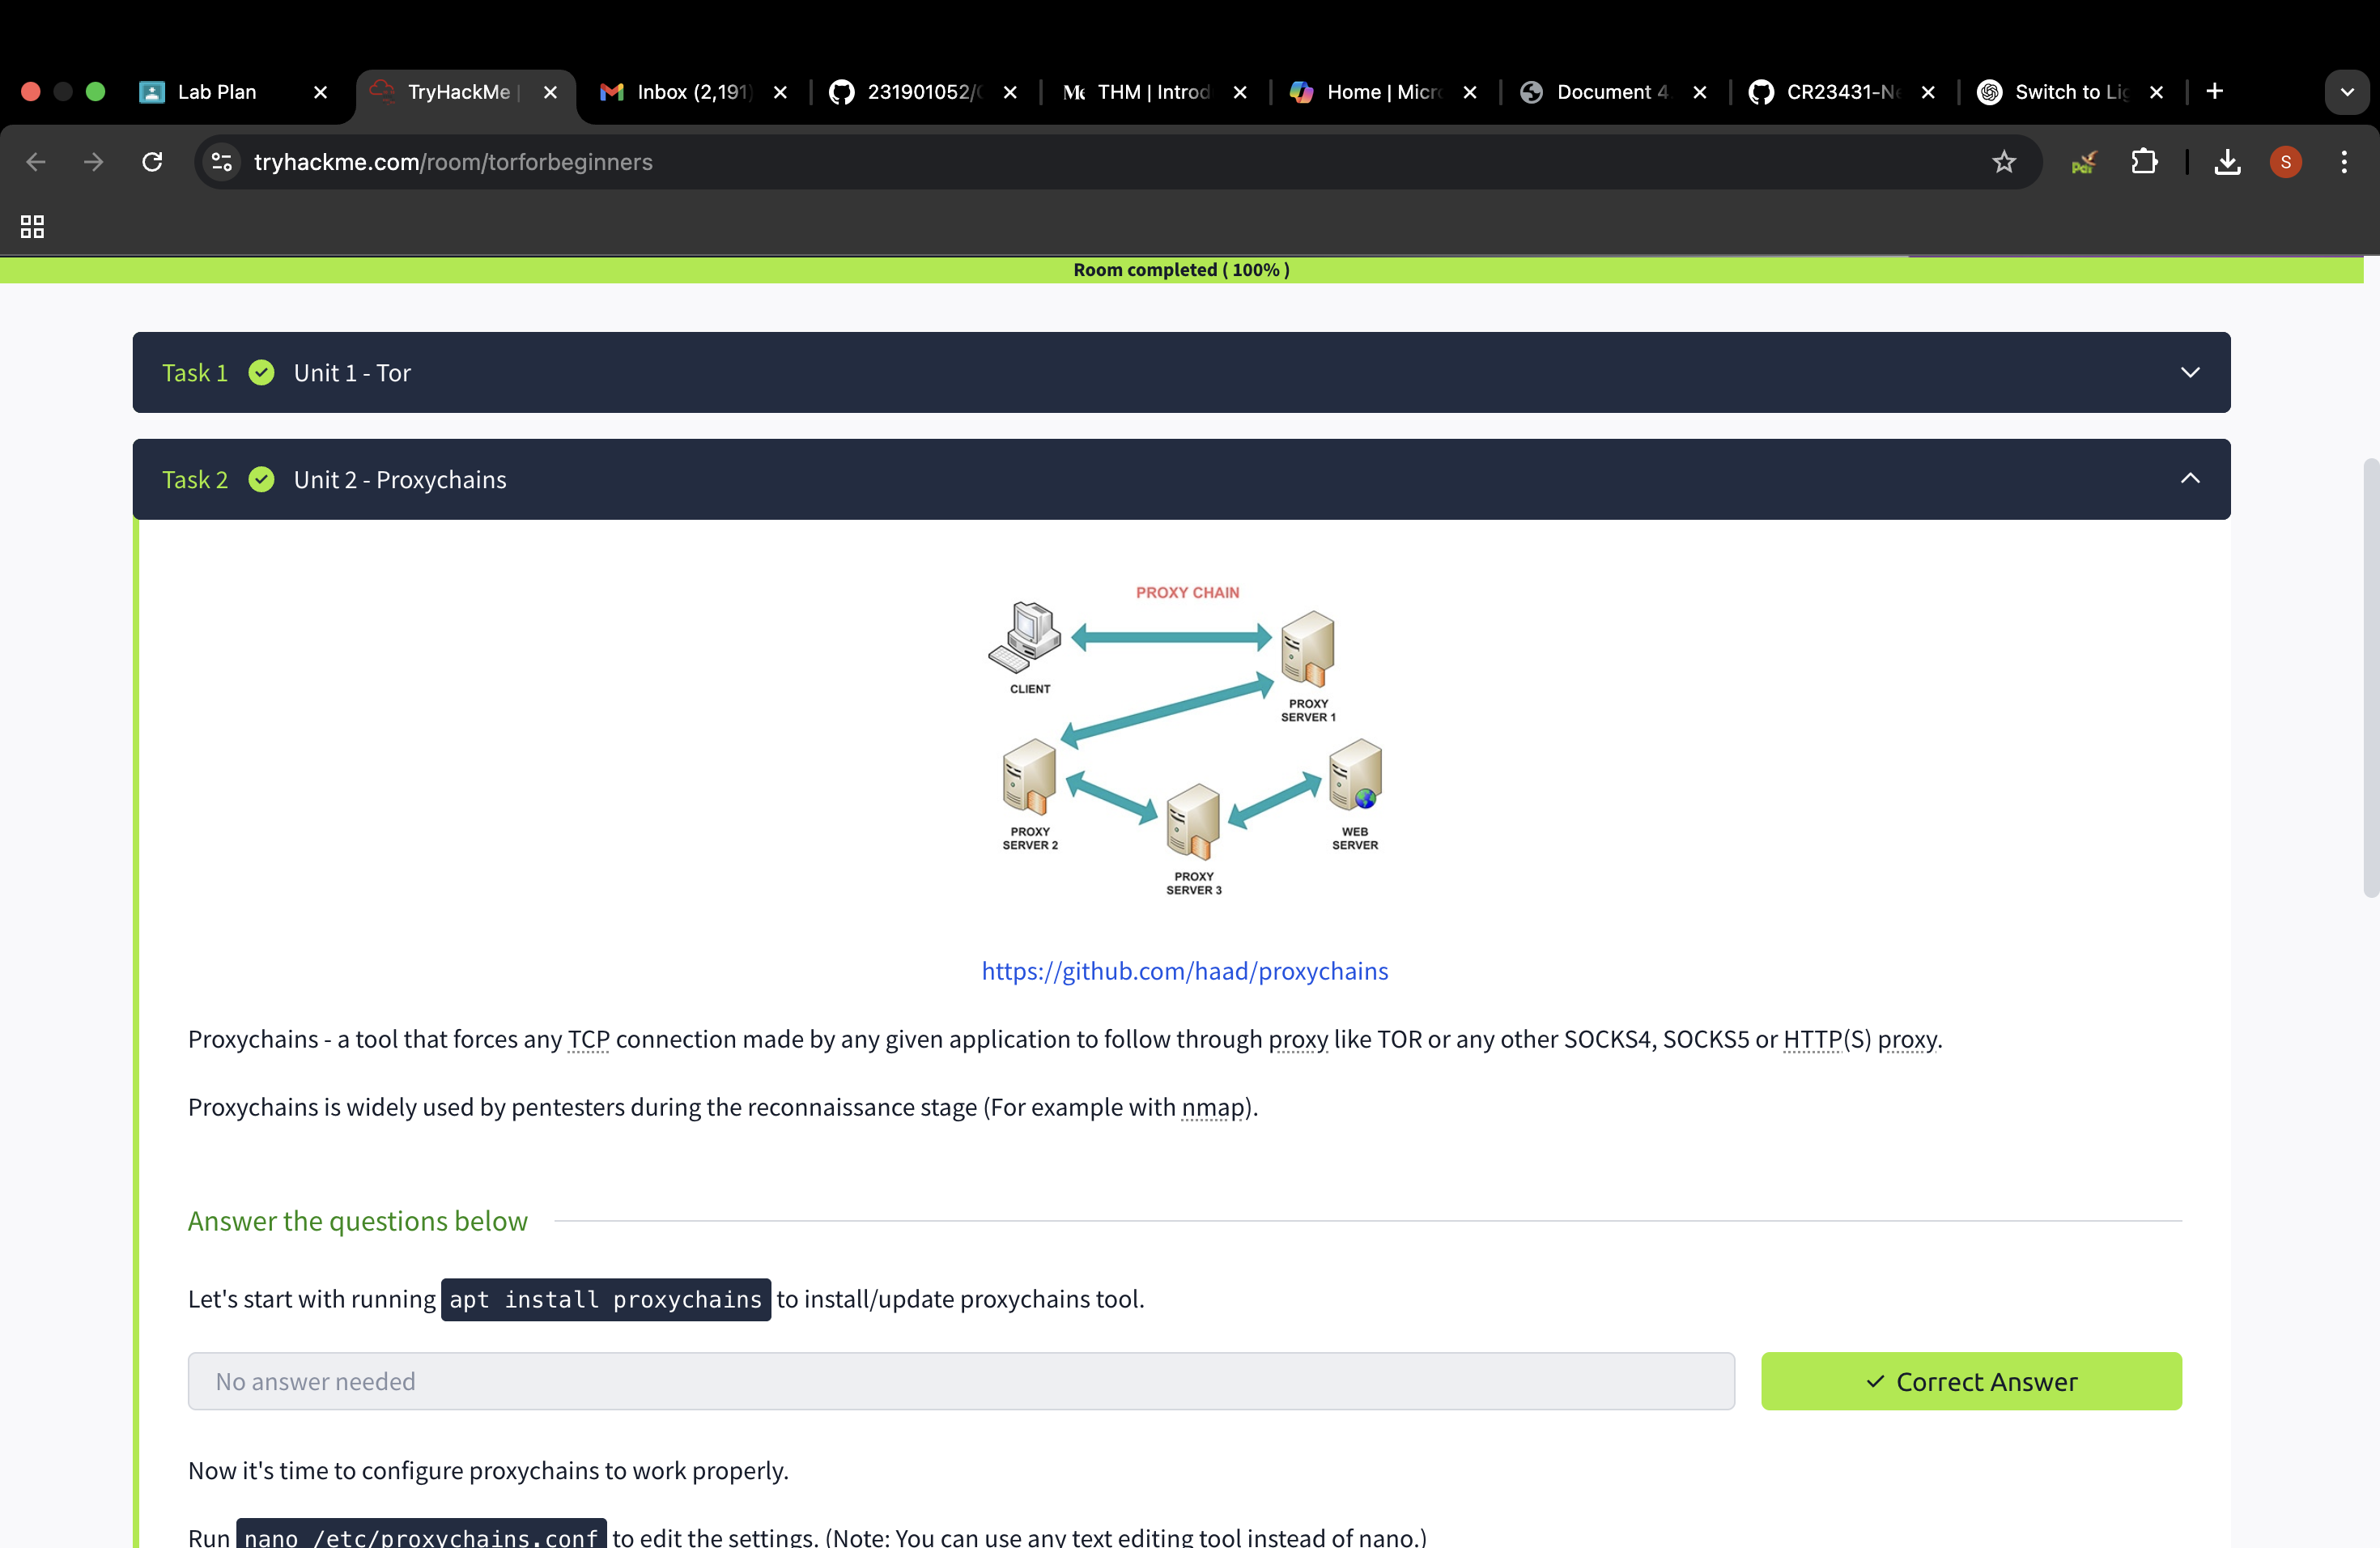 Lab Plan
TryHackMe |
Inbox (2,191)
231901052/
THM | Introd
Home | Micro
Document 4
CR23431-Ne
Switch to Lig
tryhackme.com/room/torforbeginners
S
Room completed ( 100% )
Task 1 Unit 1 - Tor
Task 2 Unit 2 - Proxychains
PROXY CHAIN
CLIENT
PROXY
SERVER 1
PROXY
SERVER 2
WEB
SERVER
PROXY
SERVER 3
https://github.com/haad/proxychains
Proxychains - a tool that forces any TCP connection made by any given application to follow through proxy like TOR or any other SOCKS4, SOCKS5 or HTTP(S) proxy.
Proxychains is widely used by pentesters during the reconnaissance stage (For example with nmap).
Answer the questions below
Let's start with running apt install proxychains to install/update proxychains tool.
No answer needed
Correct Answer
Now it's time to configure proxychains to work properly.
Run nano /etc/proxychains.conf to edit the settings. (Note: You can use any text editing tool instead of nano.)